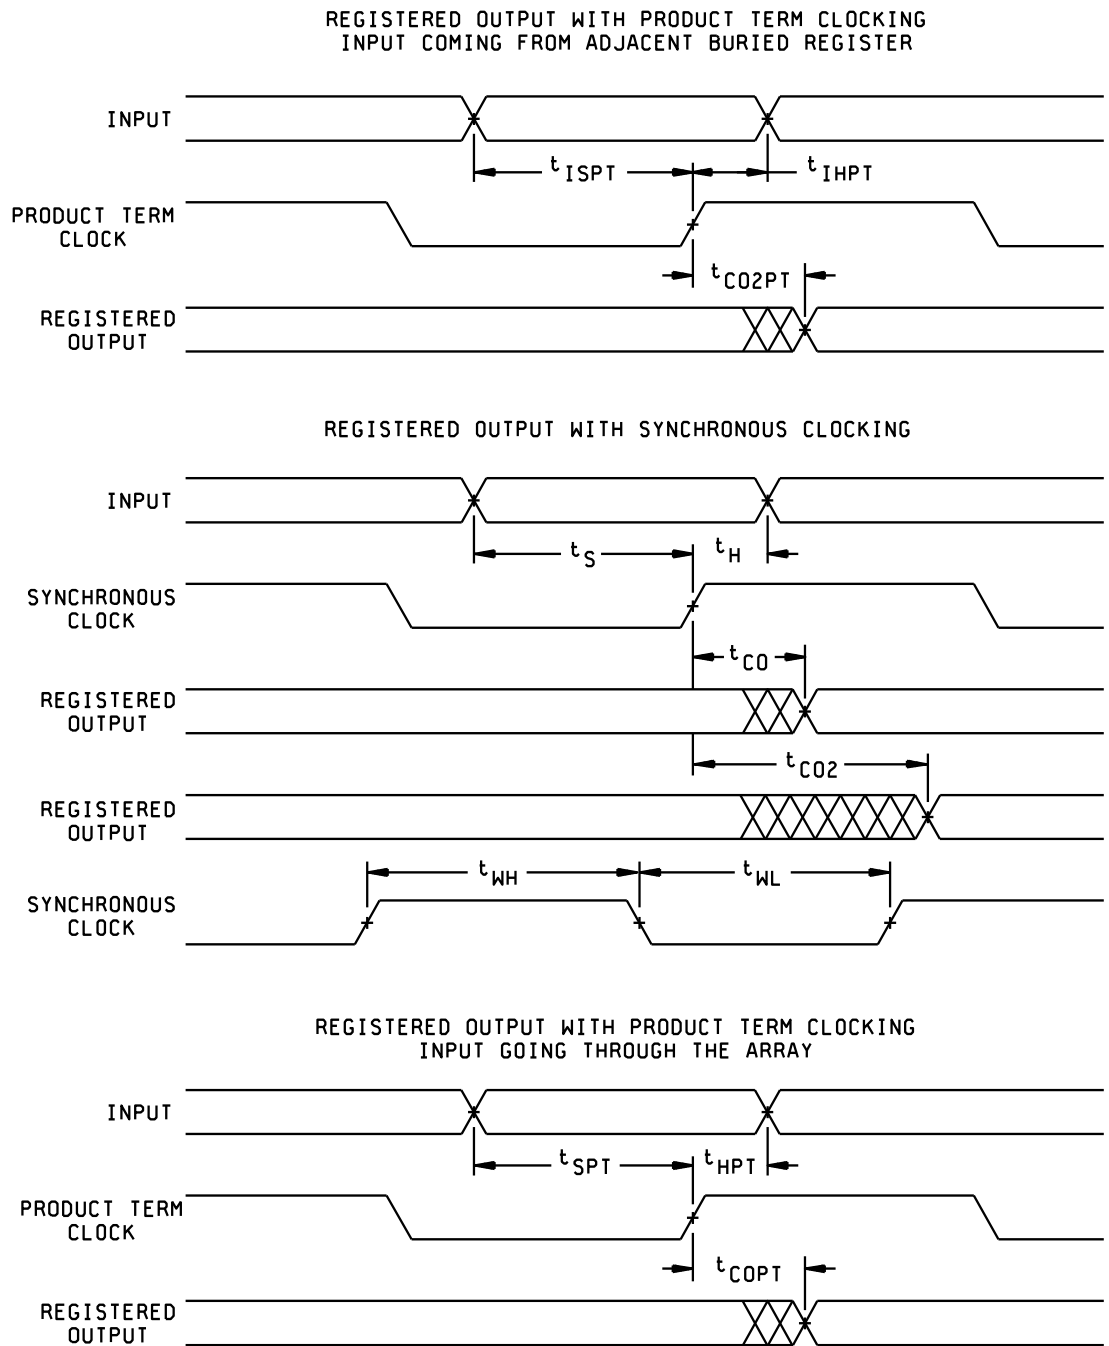 REGISTERED OUTPUT WITH PRODUCT TERM CLOCKING
INPUT COMING FROM ADJACENT BURIED REGISTER
INPUT
tISPT
tIHPT
PRODUCT TERM
CLOCK
tCO2PT
REGISTERED
OUTPUT
REGISTERED OUTPUT WITH SYNCHRONOUS CLOCKING
INPUT
tS
tH
SYNCHRONOUS
CLOCK
tCO
REGISTERED
OUTPUT
tCO2
REGISTERED
OUTPUT
tWH
tWL
SYNCHRONOUS
CLOCK
REGISTERED OUTPUT WITH PRODUCT TERM CLOCKING
INPUT GOING THROUGH THE ARRAY
INPUT
tSPT
tHPT
PRODUCT TERM
CLOCK
tCOPT
REGISTERED
OUTPUT